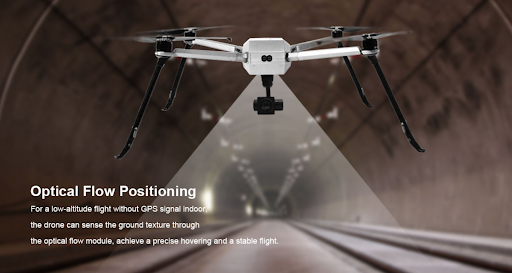 Optical Flow Positioning
For a low-altitude flight without GPS signal indoor,
the drone can sense the ground texture through
the optical flow module, achieve a precise hovering and a stable flight.